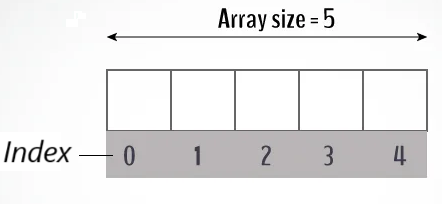 Array size = 5
Index 0 1 2 3 4